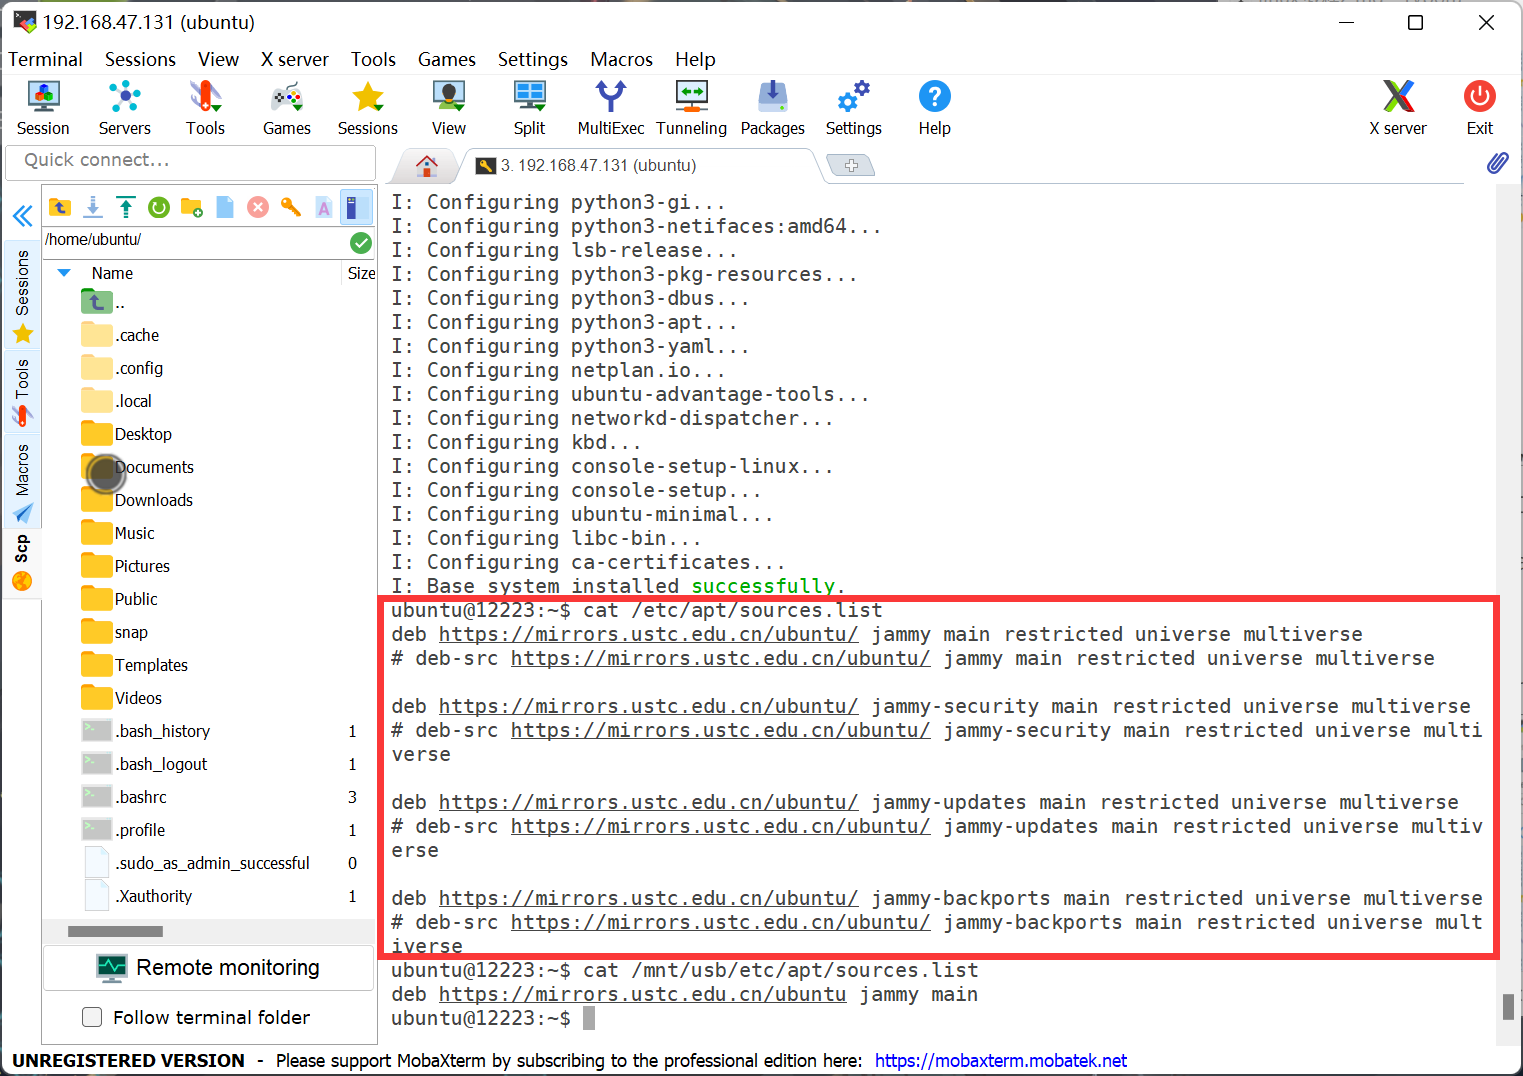 192.168.47.131 (ubuntu)
Terminal Sessions View X server Tools Games Settings Macros Help
Session Servers Tools Games Sessions View Split MultiExec Tunneling Packages Settings Help X server Exit
Quick connect...
3. 192.168.47.131 (ubuntu)
/home/ubuntu/
Name Size
..
.cache
.config
.local
Desktop
Documents
Downloads
Music
Pictures
Public
snap
Templates
Videos
.bash_history 1
.bash_logout 1
.bashrc 3
.profile 1
.sudo_as_admin_successful 0
.Xauthority 1
Remote monitoring
Follow terminal folder
Sessions
Tools
Macros
Scp
I: Configuring python3-gi...
I: Configuring python3-netifaces:amd64...
I: Configuring lsb-release...
I: Configuring python3-pkg-resources...
I: Configuring python3-dbus...
I: Configuring python3-apt...
I: Configuring python3-yaml...
I: Configuring netplan.io...
I: Configuring ubuntu-advantage-tools...
I: Configuring networkd-dispatcher...
I: Configuring kbd...
I: Configuring console-setup-linux...
I: Configuring console-setup...
I: Configuring ubuntu-minimal...
I: Configuring libc-bin...
I: Configuring ca-certificates...
I: Base system installed successfully.
ubuntu@12223:~$ cat /etc/apt/sources.list
deb https://mirrors.ustc.edu.cn/ubuntu/ jammy main restricted universe multiverse
# deb-src https://mirrors.ustc.edu.cn/ubuntu/ jammy main restricted universe multiverse
deb https://mirrors.ustc.edu.cn/ubuntu/ jammy-security main restricted universe multiverse
# deb-src https://mirrors.ustc.edu.cn/ubuntu/ jammy-security main restricted universe multi
verse
deb https://mirrors.ustc.edu.cn/ubuntu/ jammy-updates main restricted universe multiverse
# deb-src https://mirrors.ustc.edu.cn/ubuntu/ jammy-updates main restricted universe multiv
erse
deb https://mirrors.ustc.edu.cn/ubuntu/ jammy-backports main restricted universe multiverse
# deb-src https://mirrors.ustc.edu.cn/ubuntu/ jammy-backports main restricted universe mult
iverse
ubuntu@12223:~$ cat /mnt/usb/etc/apt/sources.list
deb https://mirrors.ustc.edu.cn/ubuntu jammy main
ubuntu@12223:~$
UNREGISTERED VERSION - Please support MobaXterm by subscribing to the professional edition here: https://mobaxterm.mobatek.net